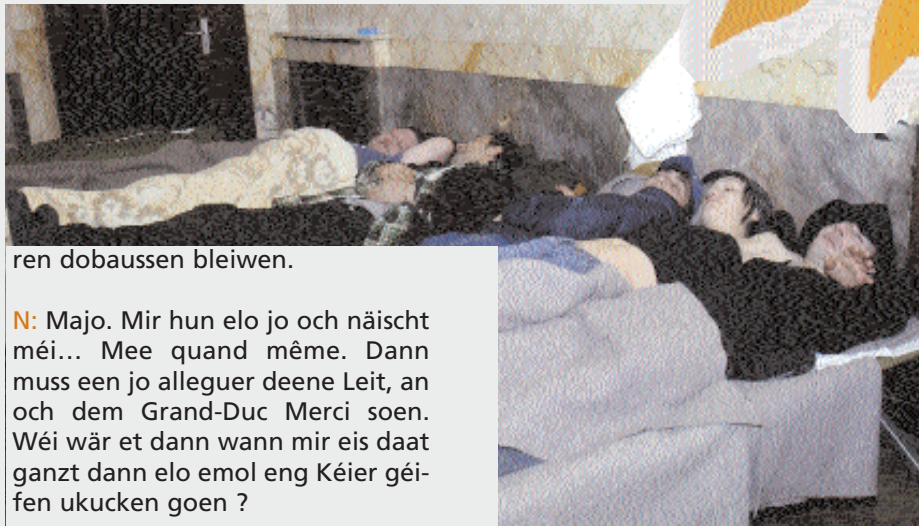 ren dobaussen bleiwen.
N: Majo. Mir hun elo jo och näischt
méi… Mee quand même. Dann
muss een jo alleguer deene Leit, an
och dem Grand-Duc Merci soen.
Wéi wär et dann wann mir eis daat
ganzt dann elo emol eng Kéier géi-
fen ukucken goen ?